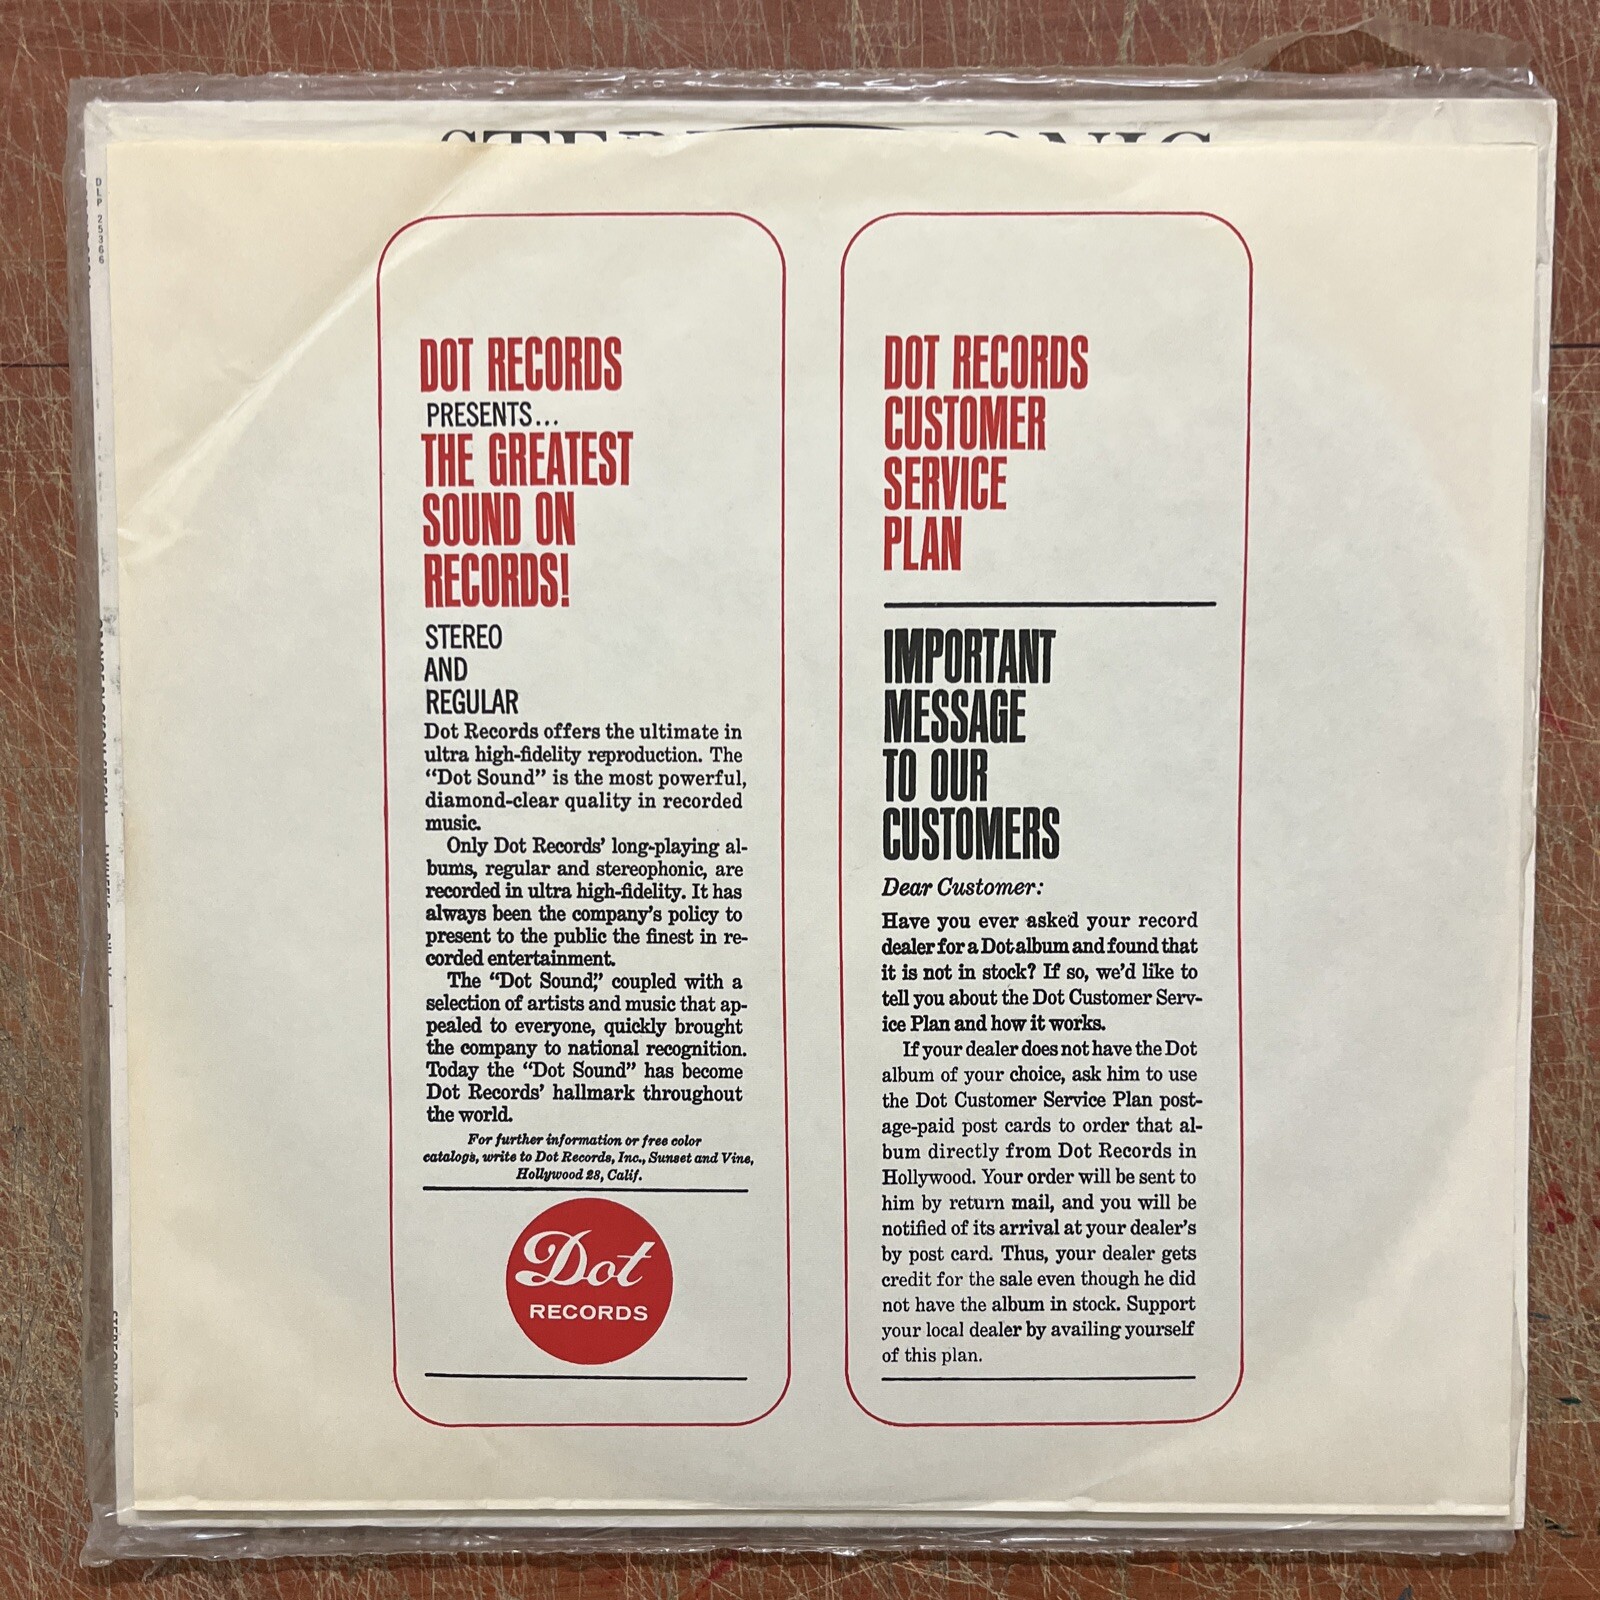 DLP 25366
DOT RECORDS
PRESENTS...
THE GREATEST
SOUND ON
RECORDS!
STEREO
AND
REGULAR
Dot Records offers the ultimate in
ultra high-fidelity reproduction. The
“Dot Sound” is the most powerful,
diamond-clear quality in recorded
music.
Only Dot Records’ long-playing al-
bums, regular and stereophonic, are
recorded in ultra high-fidelity. It has
always been the company’s policy to
present to the public the finest in re-
corded entertainment.
The “Dot Sound,” coupled with a
selection of artists and music that ap-
pealed to everyone, quickly brought
the company to national recognition.
Today the “Dot Sound” has become
Dot Records’ hallmark throughout
the world.
For further information or free color
catalogs, write to Dot Records, Inc., Sunset and Vine,
Hollywood 28, Calif.
Dot
RECORDS
DOT RECORDS
CUSTOMER
SERVICE
PLAN
IMPORTANT
MESSAGE
TO OUR
CUSTOMERS
Dear Customer:
Have you ever asked your record
dealer for a Dot album and found that
it is not in stock? If so, we’d like to
tell you about the Dot Customer Serv-
ice Plan and how it works.
If your dealer does not have the Dot
album of your choice, ask him to use
the Dot Customer Service Plan post-
age-paid post cards to order that al-
bum directly from Dot Records in
Hollywood. Your order will be sent to
him by return mail, and you will be
notified of its arrival at your dealer’s
by post card. Thus, your dealer gets
credit for the sale even though he did
not have the album in stock. Support
your local dealer by availing yourself
of this plan.